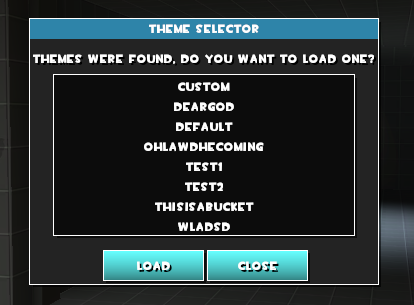 THEME SELECTOR
THEMES WERE FOUND, DO YOU WANT TO LOAD ONE?
CUSTOM
DEARGOD
DEFAULT
OHLAWDHECOMING
TEST1
TEST2
THISISABUCKET
WLADSD
LOAD CLOSE